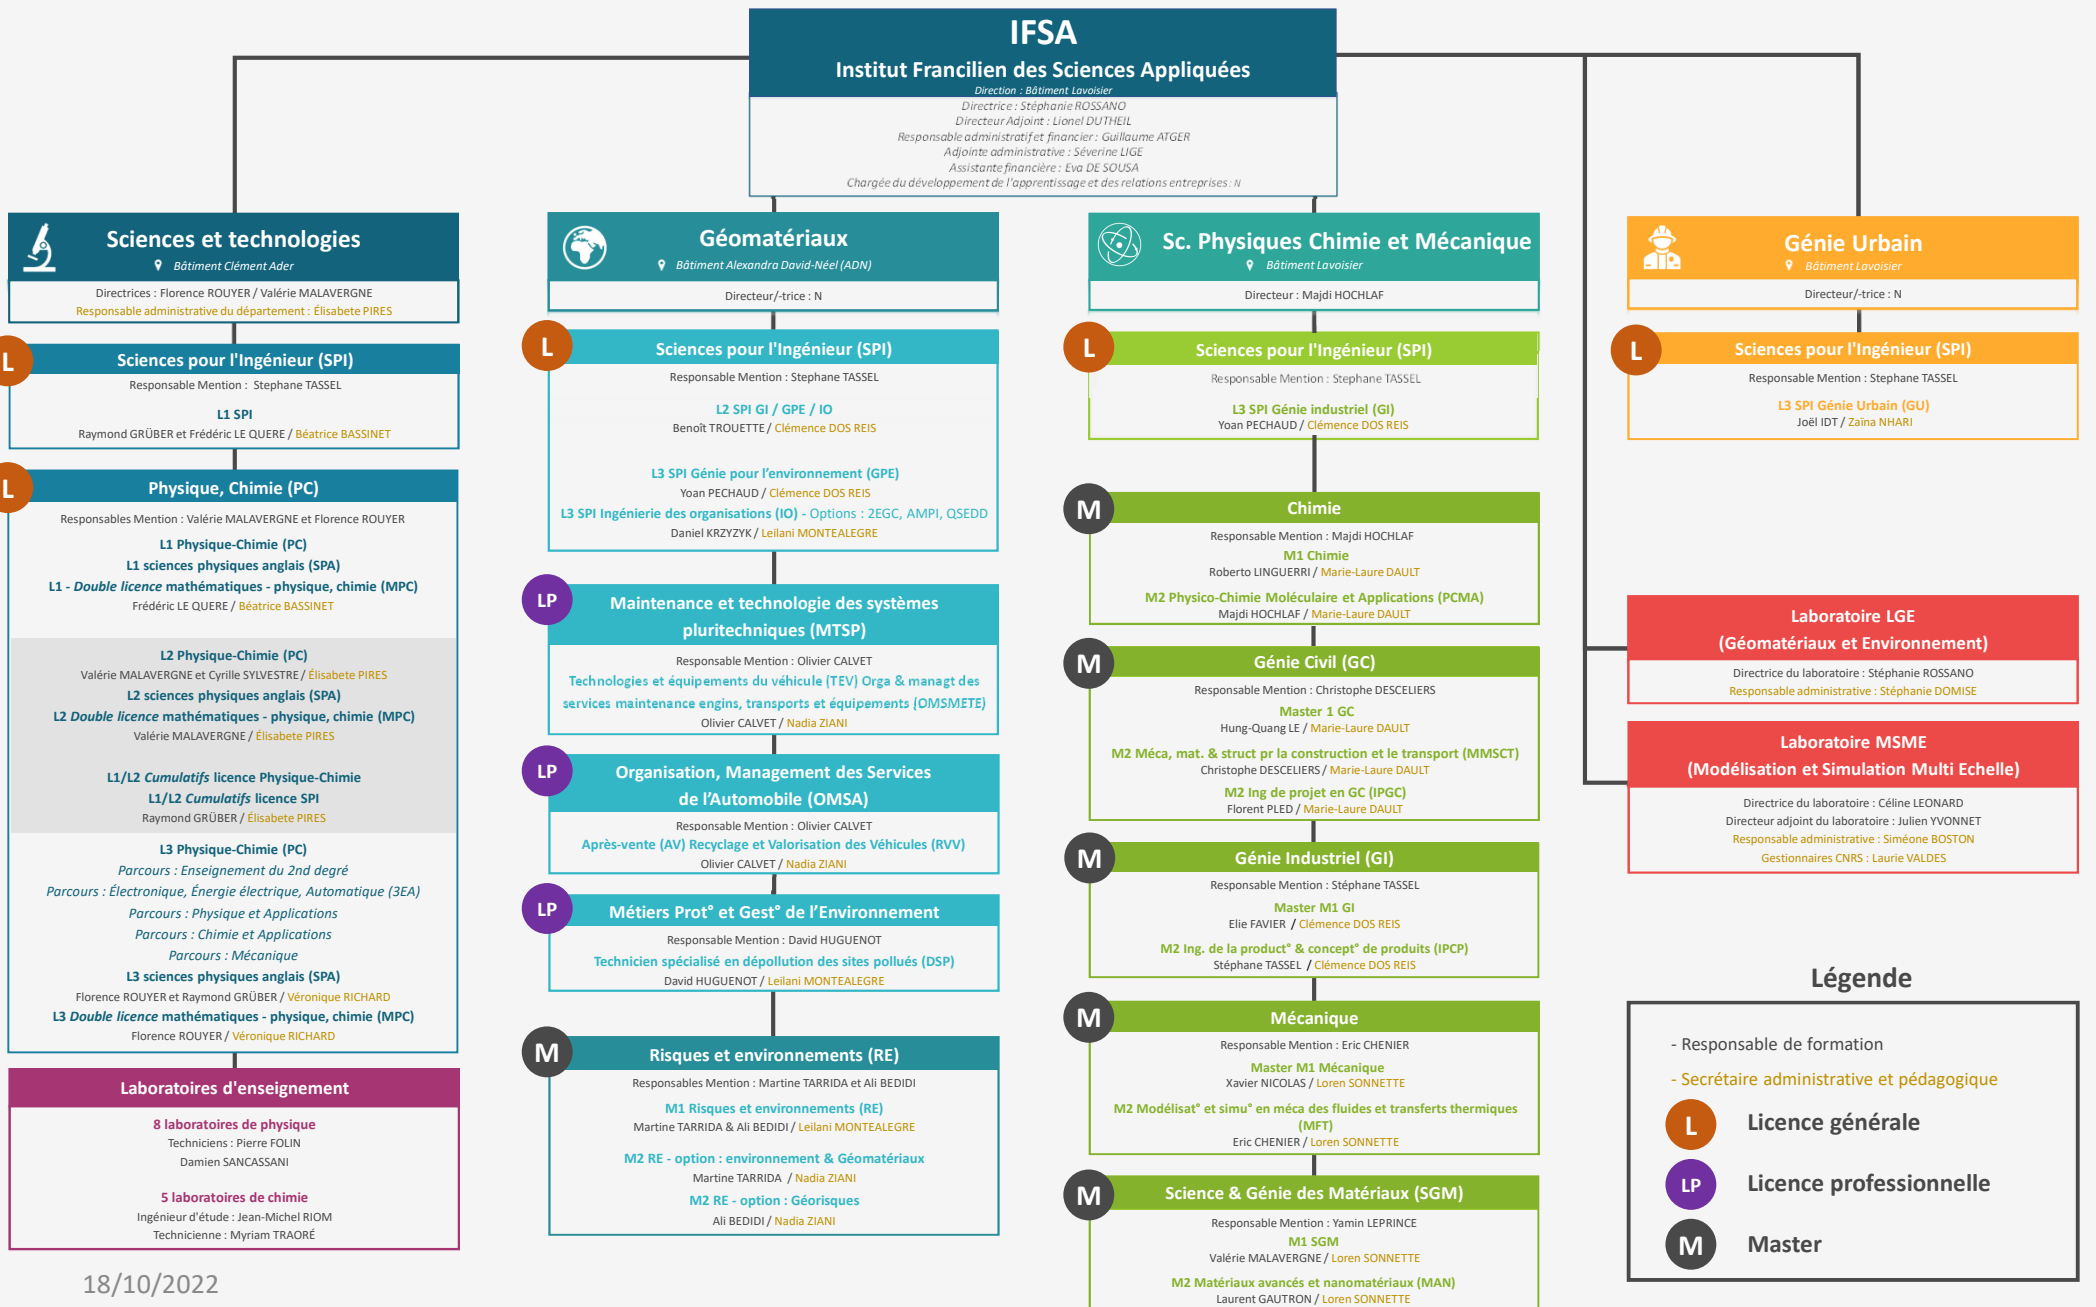 IFSA
Institut Francilien des Sciences Appliquées
Direction : Bâtiment Lavoisier
Directrice : Stéphanie ROSSANO
Directeur Adjoint : Lionel DUTHEIL
Responsable administratif et financier : Guillaume ATGER
Adjointe administrative : Séverine LIGE
Assistante financière : Eva DE SOUSA
Chargée du développement de l'apprentissage et des relations entreprises : N
Sciences et technologies
Bâtiment Clément Ader
Directrices : Florence ROUYER / Valérie MALAVERGNE
Responsable administrative du département : Élisabete PIRES
L
Sciences pour l'Ingénieur (SPI)
Responsable Mention : Stephane TASSEL
L1 SPI
Raymond GRÜBER et Frédéric LE QUERE / Béatrice BASSINET
L
Physique, Chimie (PC)
Responsables Mention : Valérie MALAVERGNE et Florence ROUYER
L1 Physique-Chimie (PC)
L1 sciences physiques anglais (SPA)
L1 - Double licence mathématiques - physique, chimie (MPC)
Frédéric LE QUERE / Béatrice BASSINET
L2 Physique-Chimie (PC)
Valérie MALAVERGNE et Cyrille SYLVESTRE / Élisabete PIRES
L2 sciences physiques anglais (SPA)
L2 Double licence mathématiques - physique, chimie (MPC)
Valérie MALAVERGNE / Élisabete PIRES
L1/L2 Cumulatifs licence Physique-Chimie
L1/L2 Cumulatifs licence SPI
Raymond GRÜBER / Élisabete PIRES
L3 Physique-Chimie (PC)
Parcours : Enseignement du 2nd degré
Parcours : Électronique, Énergie électrique, Automatique (3EA)
Parcours : Physique et Applications
Parcours : Chimie et Applications
Parcours : Mécanique
L3 sciences physiques anglais (SPA)
Florence ROUYER et Raymond GRÜBER / Véronique RICHARD
L3 Double licence mathématiques - physique, chimie (MPC)
Florence ROUYER / Véronique RICHARD
Laboratoires d'enseignement
8 laboratoires de physique
Techniciens : Pierre FOLIN
Damien SANCASSANI
5 laboratoires de chimie
Ingénieur d'étude : Jean-Michel RIOM
Technicienne : Myriam TRAORÉ
18/10/2022
Géomatériaux
Bâtiment Alexandra David-Néel (ADN)
Directeur/-trice : N
L
Sciences pour l'Ingénieur (SPI)
Responsable Mention : Stephane TASSEL
L2 SPI GI / GPE / IO
Benoît TROUETTE / Clémence DOS REIS
L3 SPI Génie pour l'environnement (GPE)
Yoan PECHAUD / Clémence DOS REIS
L3 SPI Ingénierie des organisations (IO) - Options : 2EGC, AMPI, QSEDD
Daniel KRZYZYK / Leilani MONTEALEGRE
LP
Maintenance et technologie des systèmes
pluritechniques (MTSP)
Responsable Mention : Olivier CALVET
Technologies et équipements du véhicule (TEV) Orga & managt des
services maintenance engins, transports et équipements (OMSMETE)
Olivier CALVET / Nadia ZIANI
LP
Organisation, Management des Services
de l'Automobile (OMSA)
Responsable Mention : Olivier CALVET
Après-vente (AV) Recyclage et Valorisation des Véhicules (RVV)
Olivier CALVET / Nadia ZIANI
LP
Métiers Prot° et Gest° de l'Environnement
Responsable Mention : David HUGUENOT
Technicien spécialisé en dépollution des sites pollués (DSP)
David HUGUENOT / Leilani MONTEALEGRE
M
Risques et environnements (RE)
Responsables Mention : Martine TARRIDA et Ali BEDIDI
M1 Risques et environnements (RE)
Martine TARRIDA & Ali BEDIDI / Leilani MONTEALEGRE
M2 RE - option : environnement & Géomatériaux
Martine TARRIDA / Nadia ZIANI
M2 RE - option : Géorisques
Ali BEDIDI / Nadia ZIANI
Sc. Physiques Chimie et Mécanique
Bâtiment Lavoisier
Directeur : Majdi HOCHLAF
L
Sciences pour l'Ingénieur (SPI)
Responsable Mention : Stephane TASSEL
L3 SPI Génie industriel (GI)
Yoan PECHAUD / Clémence DOS REIS
M
Chimie
Responsable Mention : Majdi HOCHLAF
M1 Chimie
Roberto LINGUERRI / Marie-Laure DAULT
M2 Physico-Chimie Moléculaire et Applications (PCMA)
Majdi HOCHLAF / Marie-Laure DAULT
M
Génie Civil (GC)
Responsable Mention : Christophe DESCELIERS
Master 1 GC
Hung-Quang LE / Marie-Laure DAULT
M2 Méca, mat. & struct pr la construction et le transport (MMSCT)
Christophe DESCELIERS / Marie-Laure DAULT
M2 Ing de projet en GC (IPGC)
Florent PLED / Marie-Laure DAULT
M
Génie Industriel (GI)
Responsable Mention : Stéphane TASSEL
Master M1 GI
Elie FAVIER / Clémence DOS REIS
M2 Ing. de la product° & concept° de produits (IPCP)
Stéphane TASSEL / Clémence DOS REIS
M
Mécanique
Responsable Mention : Eric CHENIER
Master M1 Mécanique
Xavier NICOLAS / Loren SONNETTE
M2 Modélisat° et simu° en méca des fluides et transferts thermiques
(MFT)
Eric CHENIER / Loren SONNETTE
M
Science & Génie des Matériaux (SGM)
Responsable Mention : Yamin LEPRINCE
M1 SGM
Valérie MALAVERGNE / Loren SONNETTE
M2 Matériaux avancés et nanomatériaux (MAN)
Laurent GAUTRON / Loren SONNETTE
Génie Urbain
Bâtiment Lavoisier
Directeur/-trice : N
L
Sciences pour l'Ingénieur (SPI)
Responsable Mention : Stephane TASSEL
L3 SPI Génie Urbain (GU)
Joël IDT / Zaïna NHARI
Laboratoire LGE
(Géomatériaux et Environnement)
Directrice du laboratoire : Stéphanie ROSSANO
Responsable administrative : Stéphanie DOMISE
Laboratoire MSME
(Modélisation et Simulation Multi Echelle)
Directrice du laboratoire : Céline LEONARD
Directeur adjoint du laboratoire : Julien YVONNET
Responsable administrative : Siméone BOSTON
Gestionnaires CNRS : Laurie VALDES
Légende
- Responsable de formation
- Secrétaire administrative et pédagogique
L Licence générale
LP Licence professionnelle
M Master